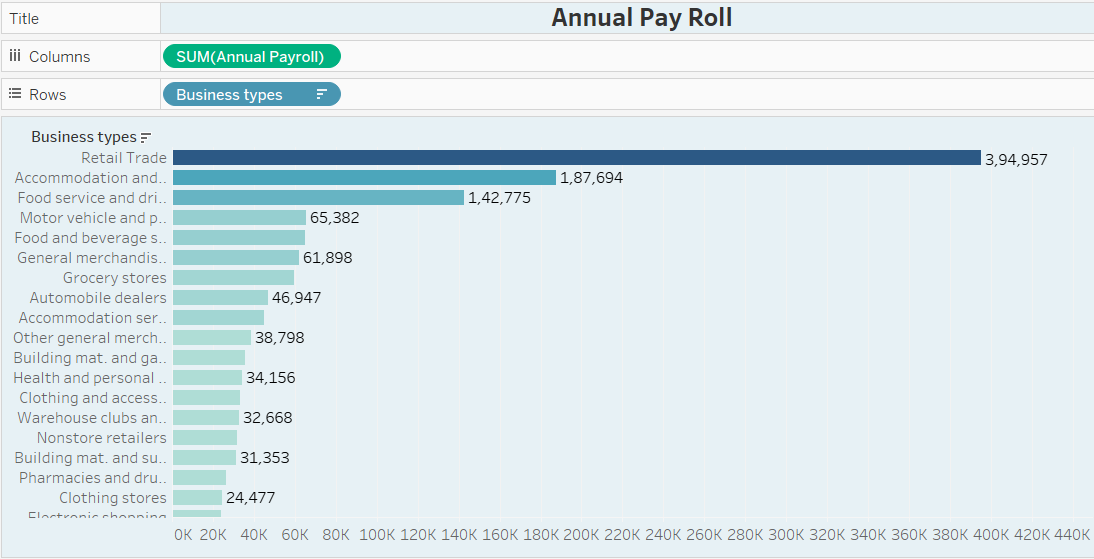 Title Annual Pay Roll
Columns SUM(Annual Payroll)
Rows Business types
Business types
Retail Trade 3,94,957
Accommodation and.. 1,87,694
Food service and dri.. 1,42,775
Motor vehicle and p.. 65,382
Food and beverage s..
General merchandis.. 61,898
Grocery stores
Automobile dealers 46,947
Accommodation ser..
Other general merch.. 38,798
Building mat. and ga..
Health and personal .. 34,156
Clothing and access..
Warehouse clubs an.. 32,668
Nonstore retailers
Building mat. and su.. 31,353
Pharmacies and dru..
Clothing stores 24,477
Electronic shopping
0K 20K 40K 60K 80K 100K 120K 140K 160K 180K 200K 220K 240K 260K 280K 300K 320K 340K 360K 380K 400K 420K 440K